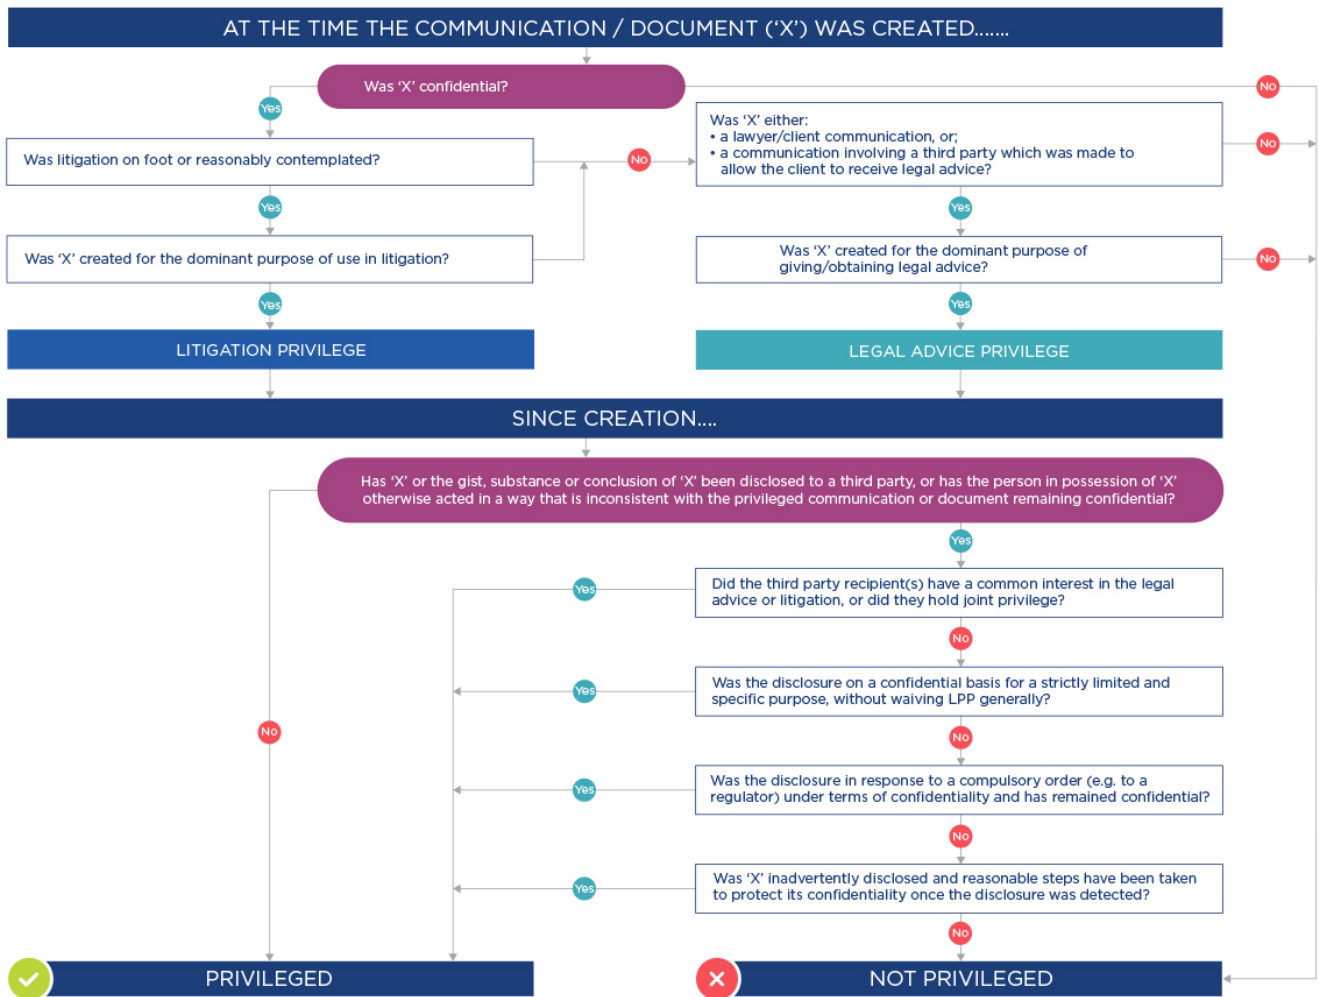 AT THE TIME THE COMMUNICATION / DOCUMENT (‘X’) WAS CREATED.......
Was ‘X’ confidential?
No
Yes
Was litigation on foot or reasonably contemplated?
No
Was ‘X’ either:
• a lawyer/client communication, or;
• a communication involving a third party which was made to
allow the client to receive legal advice?
No
Yes
Yes
Was ‘X’ created for the dominant purpose of use in litigation?
Was ‘X’ created for the dominant purpose of
giving/obtaining legal advice?
No
Yes
Yes
LITIGATION PRIVILEGE
LEGAL ADVICE PRIVILEGE
SINCE CREATION....
Has ‘X’ or the gist, substance or conclusion of ‘X’ been disclosed to a third party, or has the person in possession of ‘X’
otherwise acted in a way that is inconsistent with the privileged communication or document remaining confidential?
Yes
Did the third party recipient(s) have a common interest in the legal
advice or litigation, or did they hold joint privilege?
Yes
No
Was the disclosure on a confidential basis for a strictly limited and
specific purpose, without waiving LPP generally?
Yes
No
No
Was the disclosure in response to a compulsory order (e.g. to a
regulator) under terms of confidentiality and has remained confidential?
Yes
No
Was ‘X’ inadvertently disclosed and reasonable steps have been taken
to protect its confidentiality once the disclosure was detected?
Yes
No
PRIVILEGED
NOT PRIVILEGED